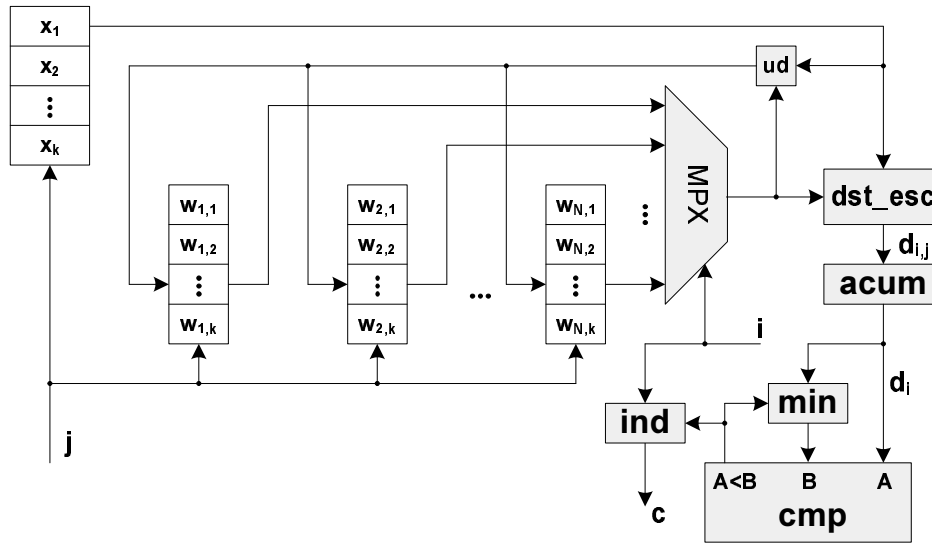 x1
x2
⋮
xk
ud
MPX
w1,1
w1,2
⋮
w1,k
w2,1
w2,2
⋮
w2,k
...
wN,1
wN,2
⋮
wN,k
⋮
dst_esc
di,j
acum
i
di
ind
min
j
c
A<B B A
cmp